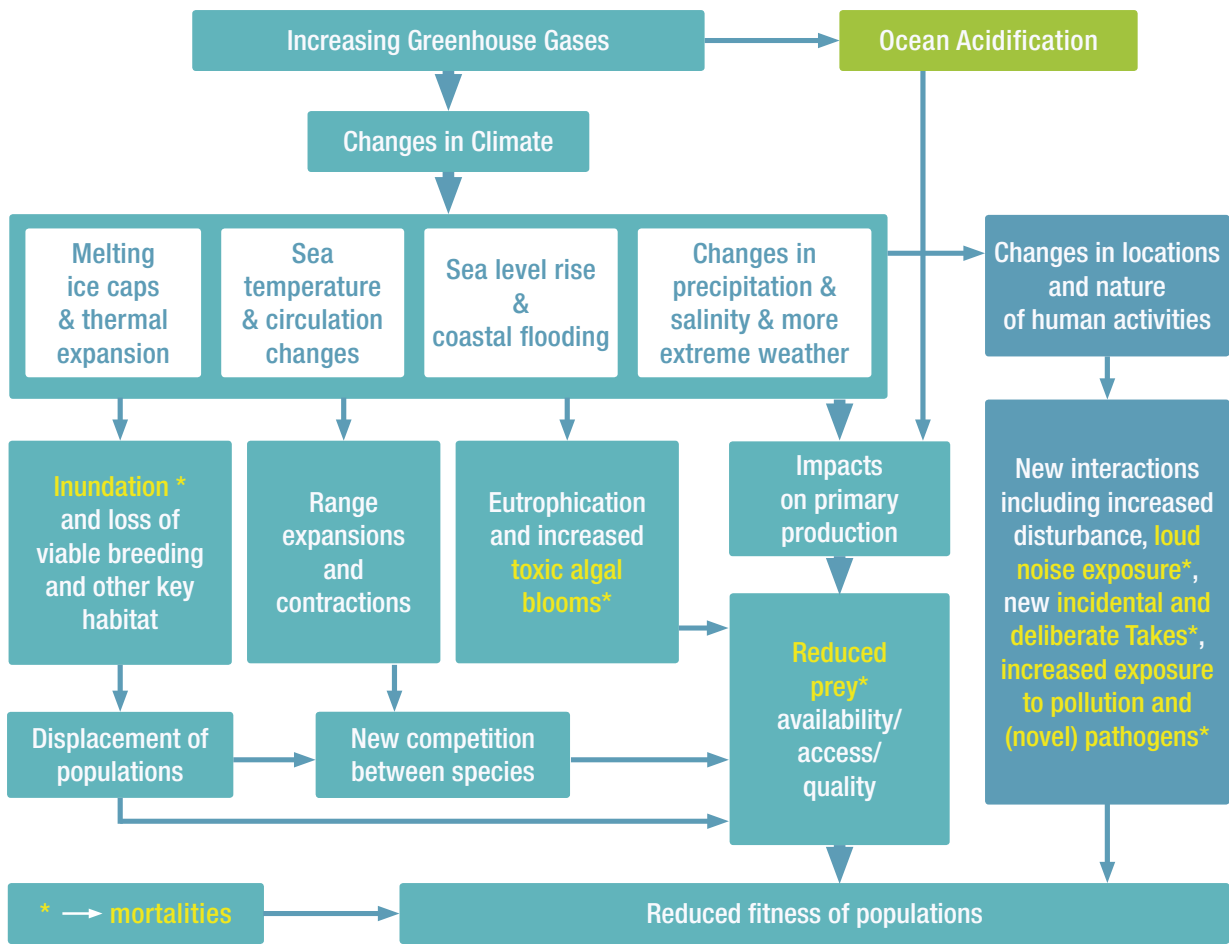 Increasing Greenhouse Gases
Ocean Acidification
Changes in Climate
Melting
ice caps
& thermal
expansion
Sea
temperature
& circulation
changes
Sea level rise
&
coastal flooding
Changes in
precipitation &
salinity & more
extreme weather
Changes in locations
and nature
of human activities
Inundation *
and loss of
viable breeding
and other key
habitat
Range
expansions
and
contractions
Eutrophication
and increased
toxic algal
blooms*
Impacts
on primary
production
New interactions
including increased
disturbance, loud
noise exposure*,
new incidental and
deliberate Takes*,
increased exposure
to pollution and
(novel) pathogens*
Reduced
prey*
availability/
access/
quality
Displacement of
populations
New competition
between species
* → mortalities
Reduced fitness of populations